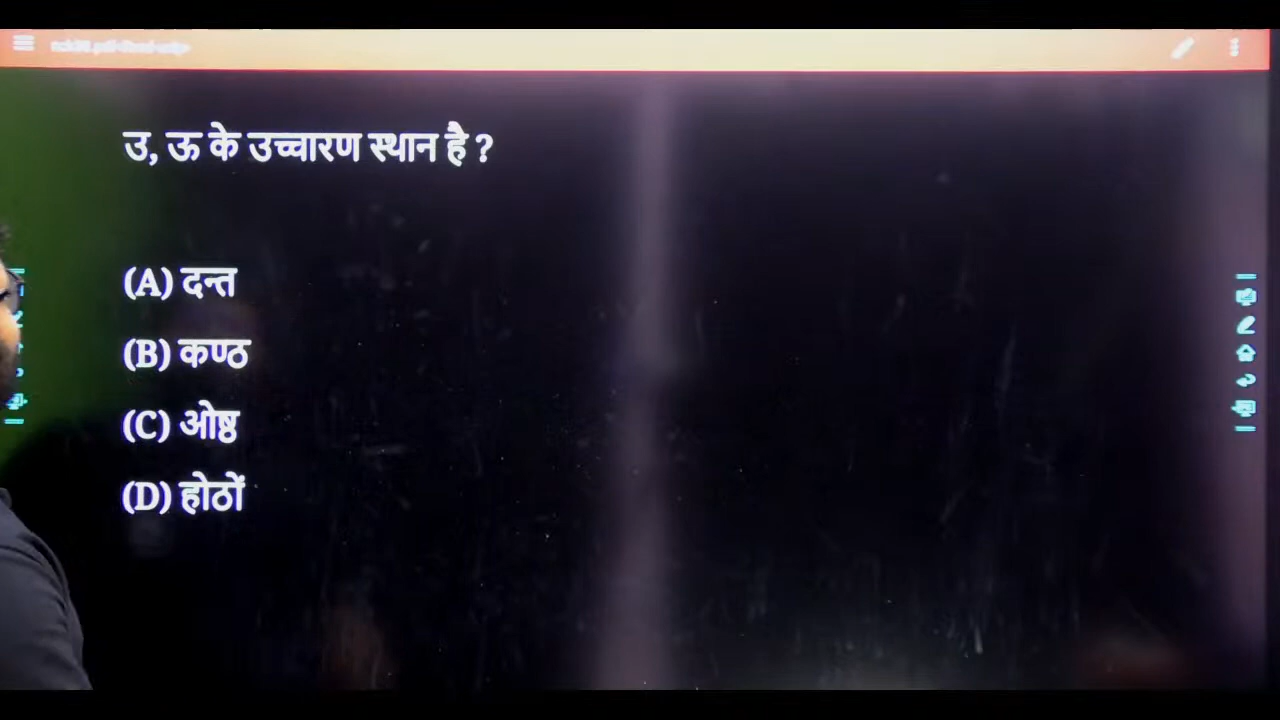 उ, ऊ के उच्चारण स्थान है ?
(A) दन्त
(B) कण्ठ
(C) ओष्ठ
(D) होठों